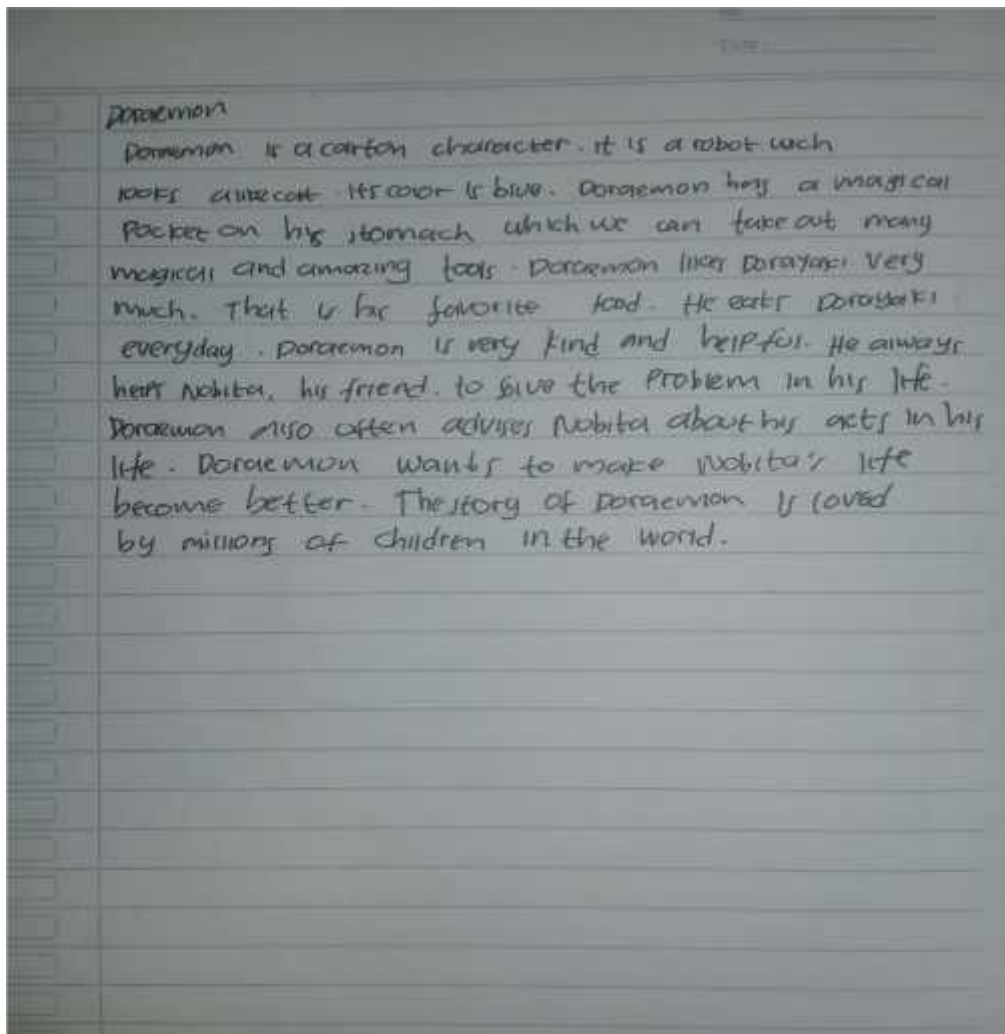 Date :
Doraemon
Doraemon is a carton character. it is a robot wich
looks a cat. Its color is blue. Doraemon has a magical
Pocket on his stomach which we can take out many
magical and amazing tools. Doraemon likes Dorayaki very
much. That is his favorite food. He eats Dorayaki
everyday. Doraemon is very kind and helpful. He always
helps Nobita, his friend. to the Problem in his life.
Doraemon also often advises Nobita about his acts in his
life. Doraemon wants to make Nobita's life
become better. The story of Doraemon is loved
by millions of children in the world.